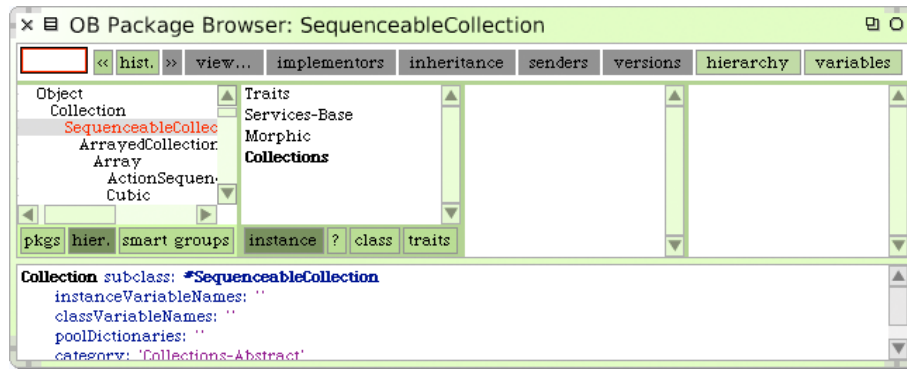 OB Package Browser: SequenceableCollection
« hist. » view... implementors inheritance senders versions hierarchy variables
Object
Collection
SequenceableCollec
ArrayedCollection
Array
ActionSequen
Cubic
Traits
Services-Base
Morphic
Collections
pkgs hier. smart groups
instance ? class traits
Collection subclass: #SequenceableCollection
instanceVariableNames: ''
classVariableNames: ''
poolDictionaries: ''
category: 'Collections-Abstract'